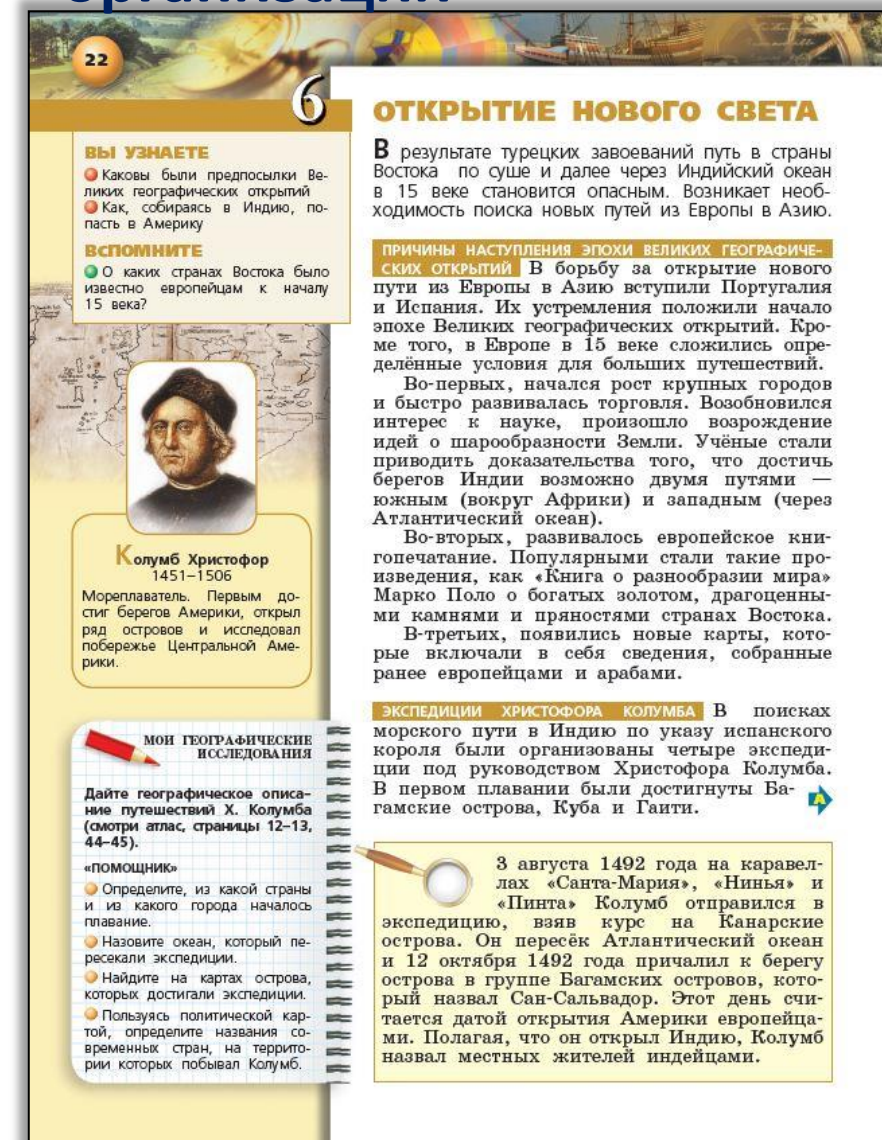 организации
22
6
ОТКРЫТИЕ НОВОГО СВЕТА
ВЫ УЗНАЕТЕ
Каковы были предпосылки Ве-
ликих географических открытий
Как, собираясь в Индию, по-
пасть в Америку
ВСПОМНИТЕ
О каких странах Востока было
известно европейцам к началу
15 века?
Колумб Христофор
1451–1506
Мореплаватель. Первым до-
стиг берегов Америки, открыл
ряд островов и исследовал
побережье Центральной Аме-
рики.
МОИ ГЕОГРАФИЧЕСКИЕ
ИССЛЕДОВАНИЯ
Дайте географическое описа-
ние путешествий Х. Колумба
(смотри атлас, страницы 12–13,
44–45).
«ПОМОЩНИК»
Определите, из какой страны
и из какого города началось
плавание.
Назовите океан, который пе-
ресекали экспедиции.
Найдите на картах острова,
которых достигали экспедиции.
Пользуясь политической кар-
той, определите названия со-
временных стран, на террито-
рии которых побывал Колумб.
В результате турецких завоеваний путь в страны
Востока по суше и далее через Индийский океан
в 15 веке становится опасным. Возникает необ-
ходимость поиска новых путей из Европы в Азию.
ПРИЧИНЫ НАСТУПЛЕНИЯ ЭПОХИ ВЕЛИКИХ ГЕОГРАФИЧЕ-
СКИХ ОТКРЫТИЙ В борьбу за открытие нового
пути из Европы в Азию вступили Португалия
и Испания. Их устремления положили начало
эпохе Великих географических открытий. Кро-
ме того, в Европе в 15 веке сложились опре-
делённые условия для больших путешествий.
Во-первых, начался рост крупных городов
и быстро развивалась торговля. Возобновился
интерес к науке, произошло возрождение
идей о шарообразности Земли. Учёные стали
приводить доказательства того, что достичь
берегов Индии возможно двумя путями —
южным (вокруг Африки) и западным (через
Атлантический океан).
Во-вторых, развивалось европейское кни-
гопечатание. Популярными стали такие про-
изведения, как «Книга о разнообразии мира»
Марко Поло о богатых золотом, драгоценны-
ми камнями и пряностями странах Востока.
В-третьих, появились новые карты, кото-
рые включали в себя сведения, собранные
ранее европейцами и арабами.
ЭКСПЕДИЦИИ ХРИСТОФОРА КОЛУМБА В поисках
морского пути в Индию по указу испанского
короля были организованы четыре экспеди-
ции под руководством Христофора Колумба.
В первом плавании были достигнуты Ба-
гамские острова, Куба и Гаити.
А
3 августа 1492 года на каравел-
лах «Санта-Мария», «Нинья» и
«Пинта» Колумб отправился в
экспедицию, взяв курс на Канарские
острова. Он пересёк Атлантический океан
и 12 октября 1492 года причалил к берегу
острова в группе Багамских островов, кото-
рый назвал Сан-Сальвадор. Этот день счи-
тается датой открытия Америки европейца-
ми. Полагая, что он открыл Индию, Колумб
назвал местных жителей индейцами.